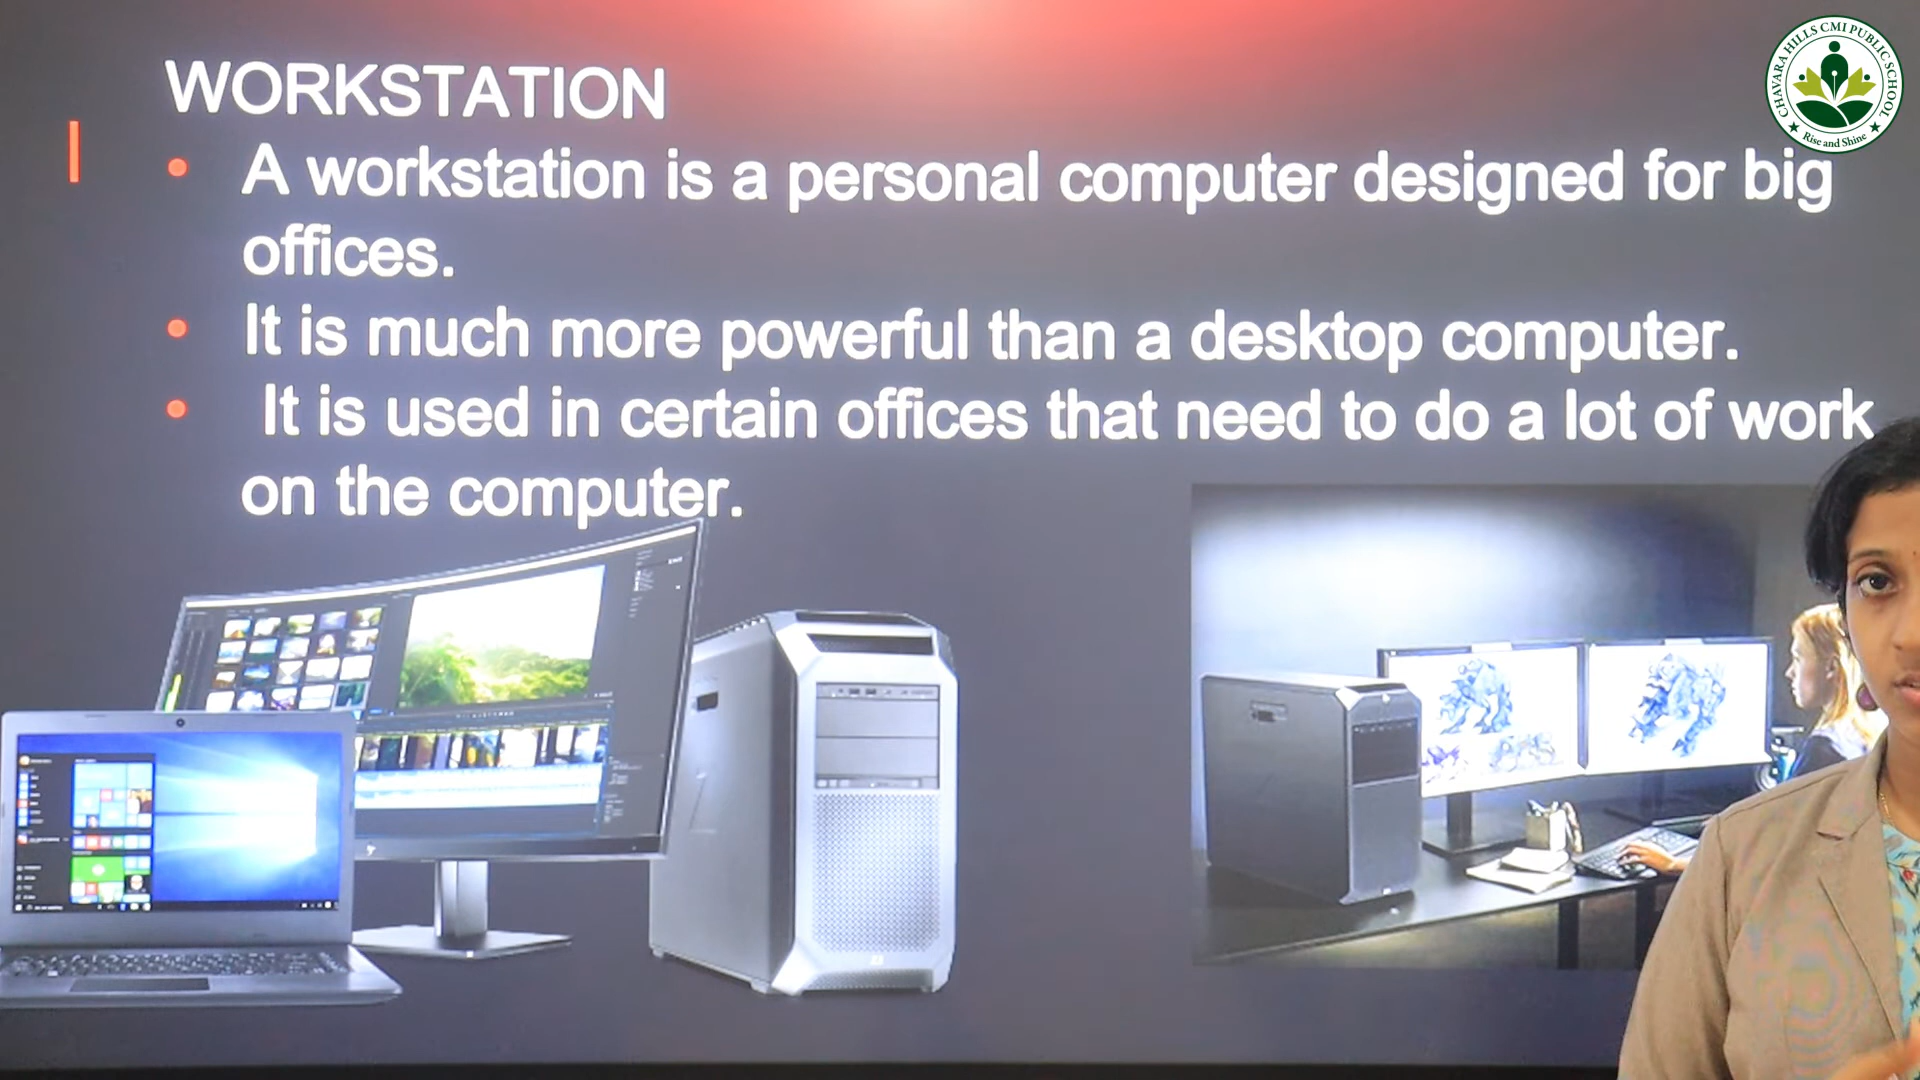 WORKSTATION
A workstation is a personal computer designed for big
offices.
It is much more powerful than a desktop computer.
It is used in certain offices that need to do a lot of work
on the computer.
CHAVARA HILLS CMI PUBLIC SCHOOL
Rise and Shine